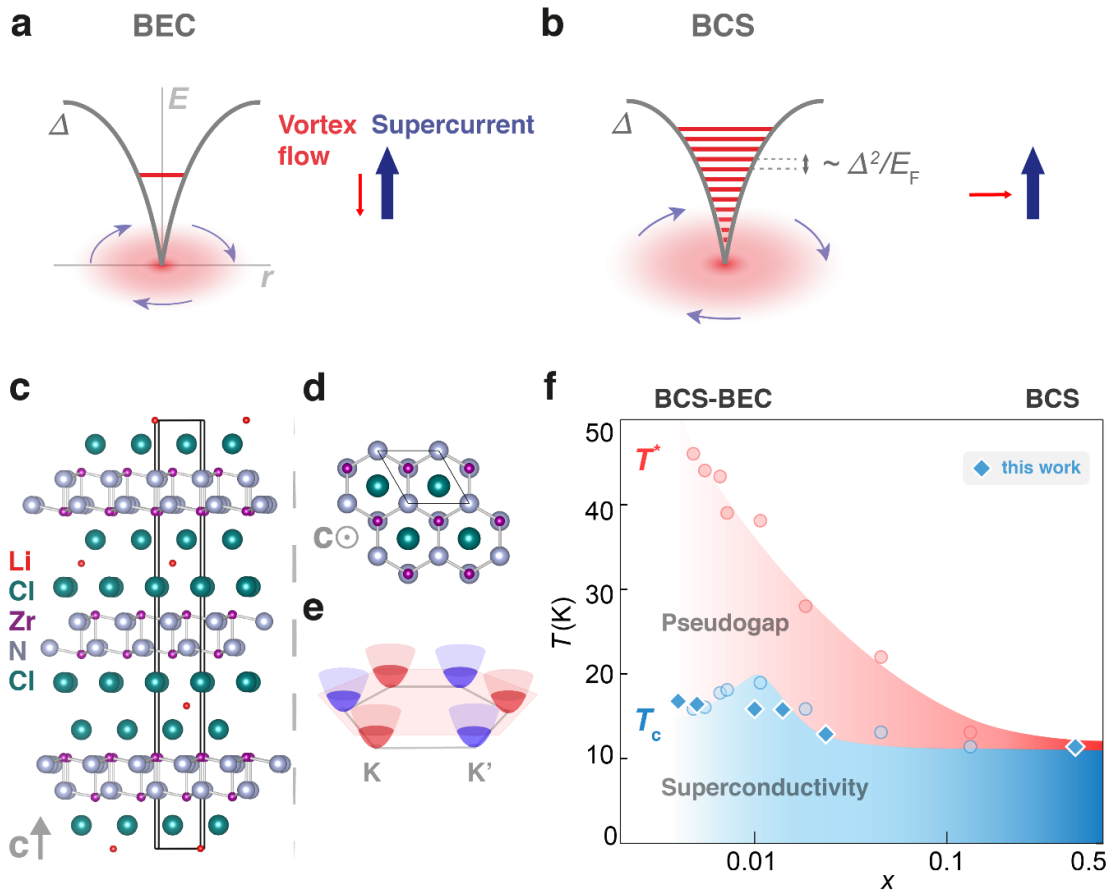 a
BEC
E
Δ
Vortex
flow
Supercurrent
r
b
BCS
Δ
~ Δ²/E_F
c
Li
Cl
Zr
N
Cl
c
d
c
e
K
K’
f
BCS-BEC
BCS
50
T*
this work
40
T(K)
30
Pseudogap
20
T_c
10
Superconductivity
0
0.01
0.1
0.5
x